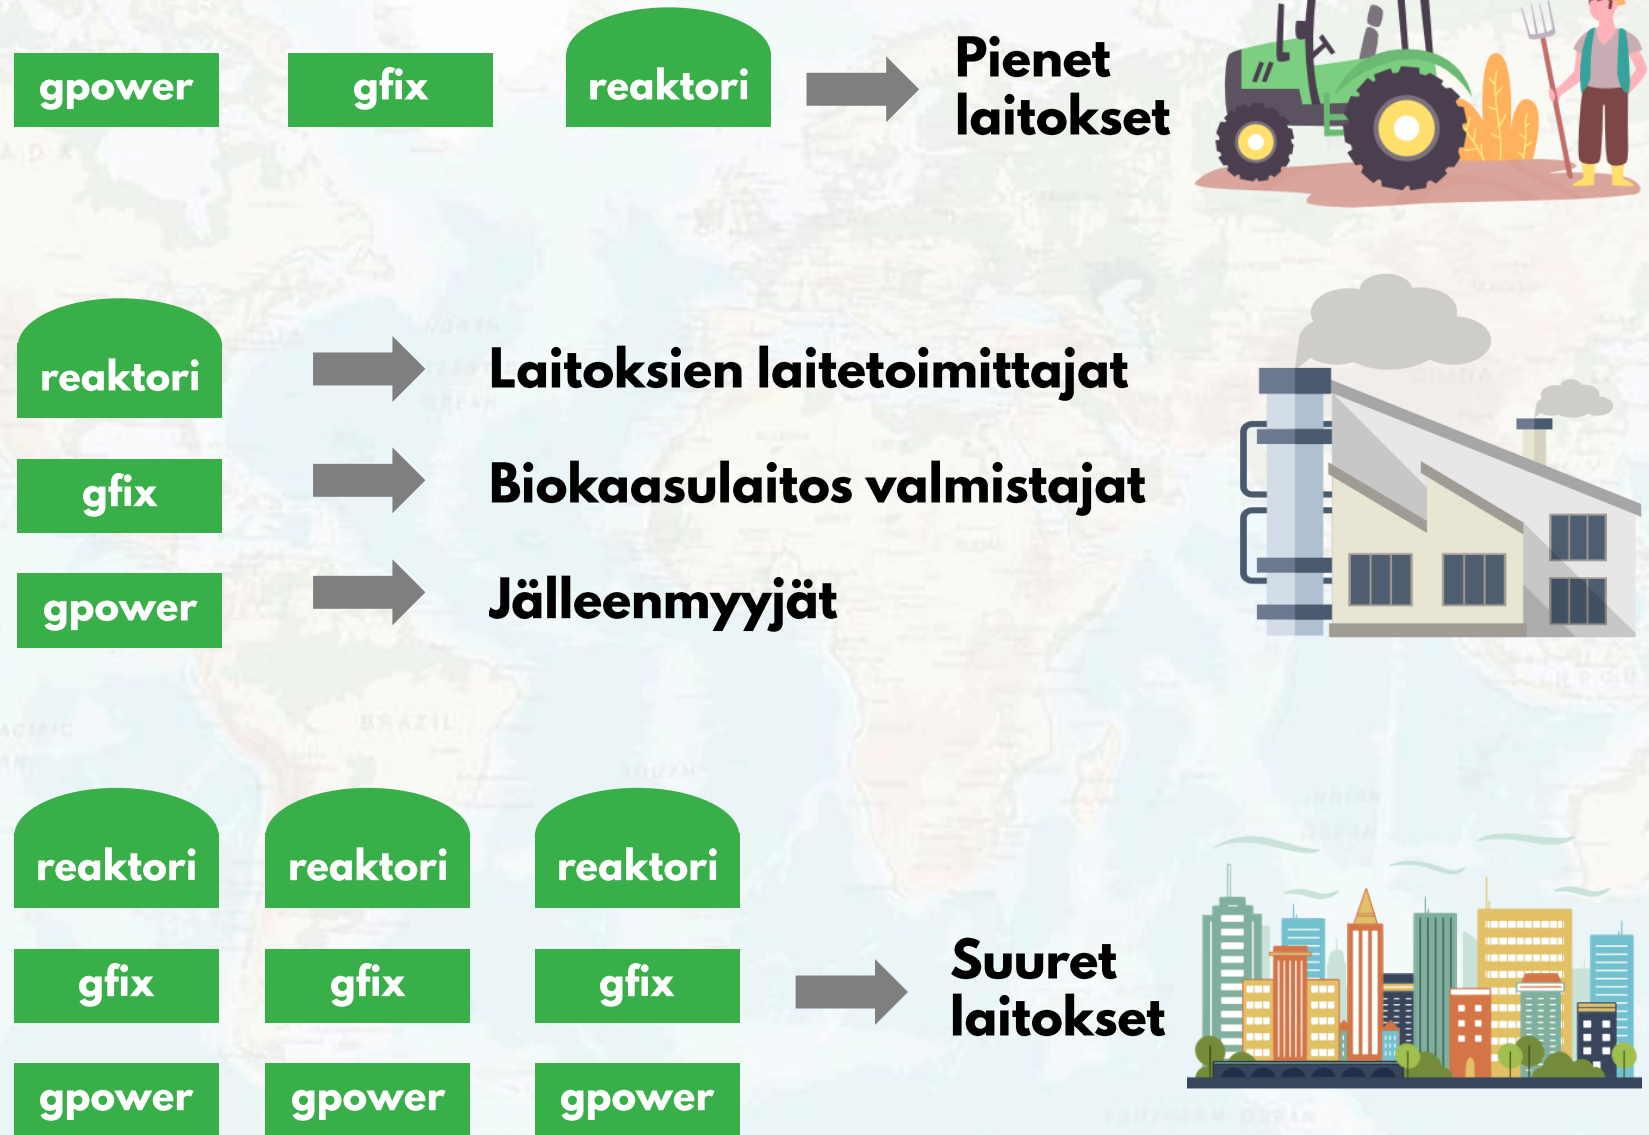 gpower gfix reaktori Pienet
laitokset
reaktori Laitoksien laitetoimittajat
gfix Biokaasulaitos valmistajat
gpower Jälleenmyyjät
BRAZIL
reaktori reaktori reaktori
gfix gfix gfix Suuret
laitokset
gpower gpower gpower